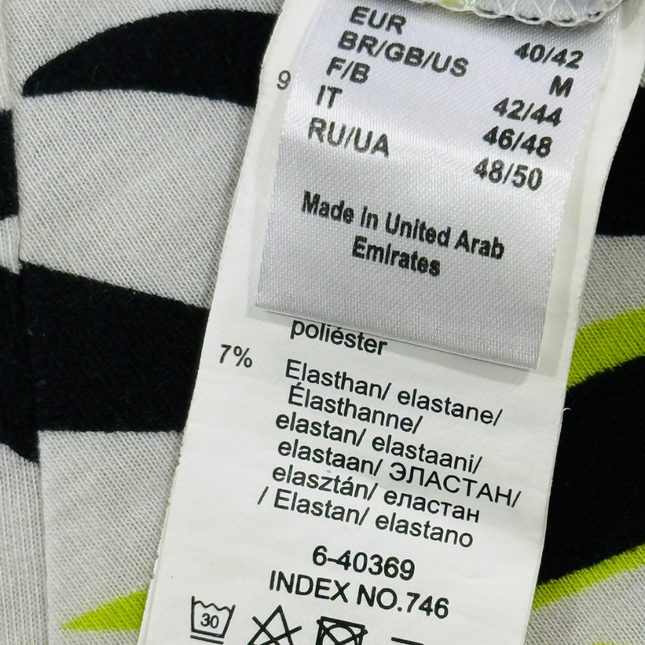 EUR 40/42
BR/GB/US M
F/B 42/44
IT 46/48
RU/UA 48/50
Made in United Arab
Emirates
9
poliéster
7% Elasthan/ elastane/
Élasthanne/
elastan/ elastaani/
elastaan/ ЭЛАСТАН/
elasztán/ еластан
/ Elastan/ elastano
6-40369
INDEX NO.746
30